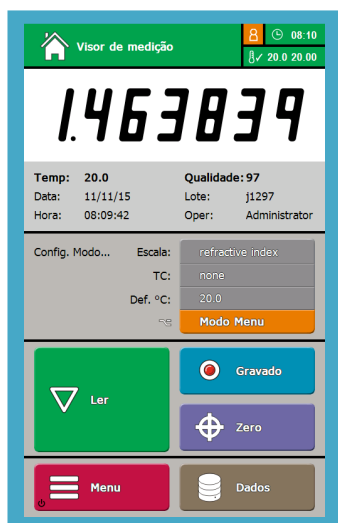 Visor de medição
8 08:10
20.0 20.00
1.463839
Temp: 20.0 Qualidade: 97
Data: 11/11/15 Lote: j1297
Hora: 08:09:42 Oper: Administrator
Config. Modo... Escala: refractive index
TC: none
Def. ºC: 20.0
Modo Menu
Ler
Gravado
Zero
Menu
Dados